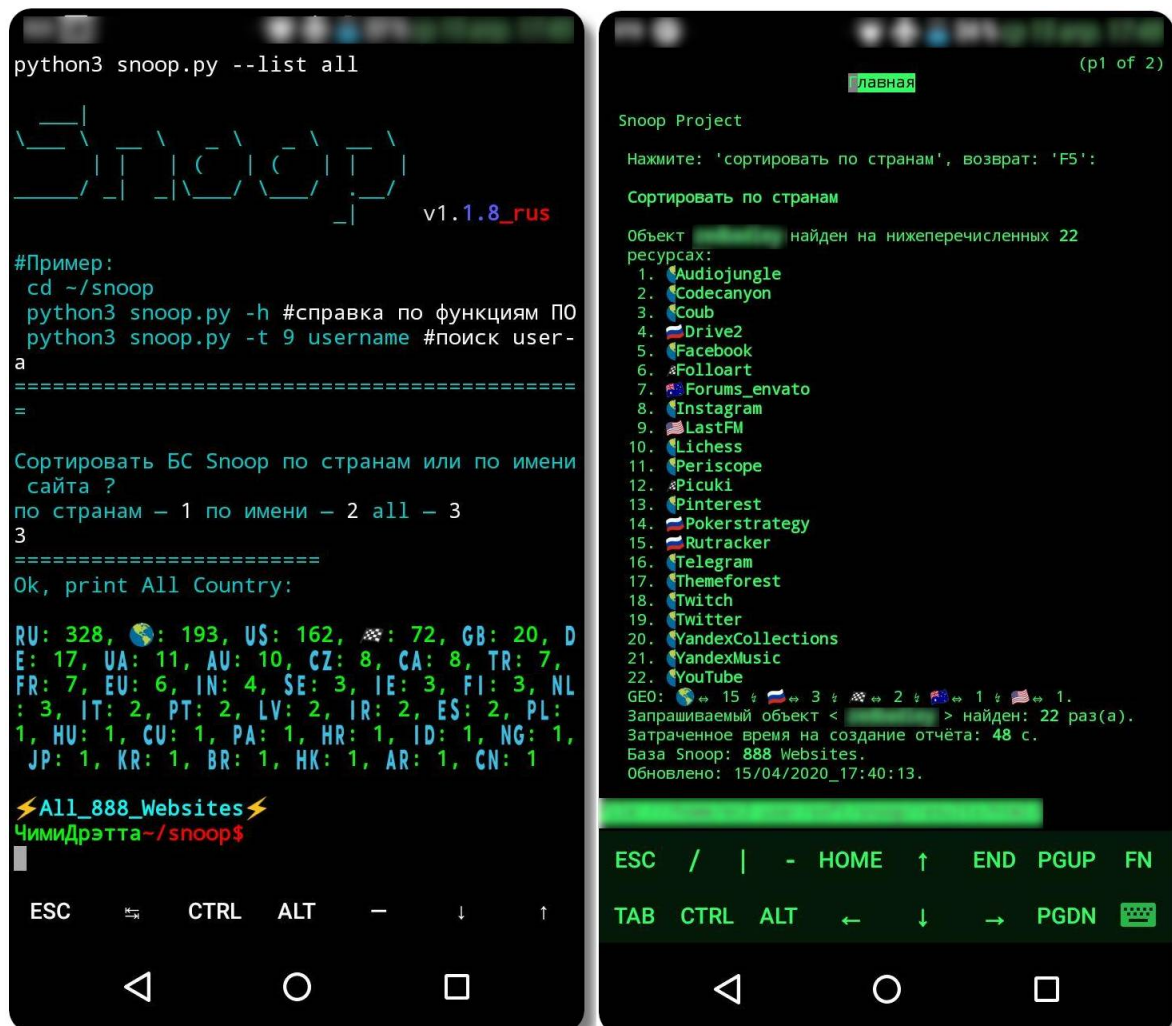 python3 snoop.py --list all
Snoop
v1.1.8_rus
#Пример:
cd ~/snoop
python3 snoop.py -h #справка по функциям ПО
python3 snoop.py -t 9 username #поиск user-
а
============================================
=
Сортировать БС Snoop по странам или по имени
сайта ?
по странам — 1 по имени — 2 all — 3
3
========================
Ok, print All Country:
RU: 328, 🌎: 193, US: 162, 🏁: 72, GB: 20, D
E: 17, UA: 11, AU: 10, CZ: 8, CA: 8, TR: 7,
FR: 7, EU: 6, IN: 4, SE: 3, IE: 3, FI: 3, NL
: 3, IT: 2, PT: 2, LV: 2, IR: 2, ES: 2, PL:
1, HU: 1, CU: 1, PA: 1, HR: 1, ID: 1, NG: 1,
JP: 1, KR: 1, BR: 1, HK: 1, AR: 1, CN: 1
⚡All_888_Websites⚡
ЧимиДрэтта~/snoop$
ESC ↹ CTRL ALT — ↓ ↑
(p1 of 2)
Главная
Snoop Project
Нажмите: 'сортировать по странам', возврат: 'F5':
Сортировать по странам
Объект найден на нижеперечисленных 22
ресурсах:
1. 🌎Audiojungle
2. 🌎Codecanyon
3. 🌎Coub
4. 🇷🇺Drive2
5. 🌎Facebook
6. 🏁Folloart
7. 🇦🇺Forums_envato
8. 🌎Instagram
9. 🇺🇸LastFM
10. 🌎Lichess
11. 🌎Periscope
12. 🏁Picuki
13. 🌎Pinterest
14. 🇷🇺Pokerstrategy
15. 🇷🇺Rutracker
16. 🌎Telegram
17. 🌎Themeforest
18. 🌎Twitch
19. 🌎Twitter
20. 🌎YandexCollections
21. 🌎YandexMusic
22. 🌎YouTube
GEO: 🌎⇔ 15 ↯ 🇷🇺⇔ 3 ↯ 🏁⇔ 2 ↯ 🇦🇺⇔ 1 ↯ 🇺🇸⇔ 1.
Запрашиваемый объект < > найден: 22 раз(а).
Затраченное время на создание отчёта: 48 c.
База Snoop: 888 Websites.
Обновлено: 15/04/2020_17:40:13.
ESC / | - HOME ↑ END PGUP FN
TAB CTRL ALT ← ↓ → PGDN